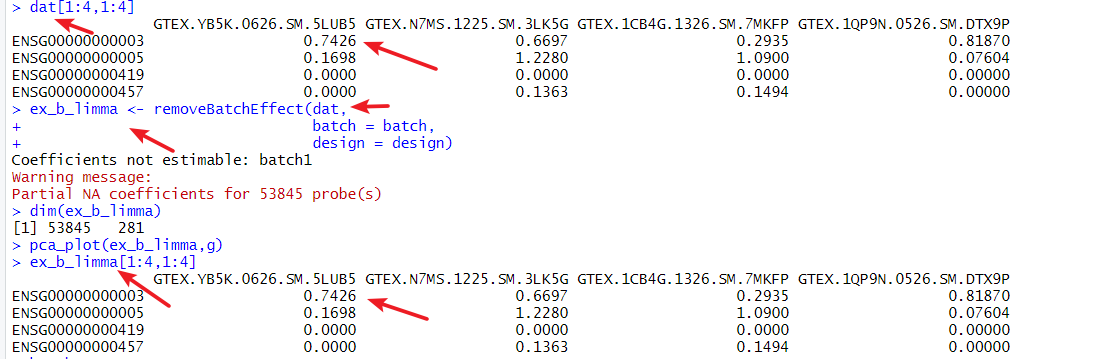 > dat[1:4,1:4]
GTEX.YB5K.0626.SM.5LUB5 GTEX.N7MS.1225.SM.3LK5G GTEX.1CB4G.1326.SM.7MKFP GTEX.1QP9N.0526.SM.DTX9P
ENSG00000000003 0.7426 0.6697 0.2935 0.81870
ENSG00000000005 0.1698 1.2280 1.0900 0.07604
ENSG00000000419 0.0000 0.0000 0.0000 0.00000
ENSG00000000457 0.0000 0.1363 0.1494 0.00000
> ex_b_limma <- removeBatchEffect(dat,
+ batch = batch,
+ design = design)
Coefficients not estimable: batch1
Warning message:
Partial NA coefficients for 53845 probe(s)
> dim(ex_b_limma)
[1] 53845 281
> pca_plot(ex_b_limma,g)
> ex_b_limma[1:4,1:4]
GTEX.YB5K.0626.SM.5LUB5 GTEX.N7MS.1225.SM.3LK5G GTEX.1CB4G.1326.SM.7MKFP GTEX.1QP9N.0526.SM.DTX9P
ENSG00000000003 0.7426 0.6697 0.2935 0.81870
ENSG00000000005 0.1698 1.2280 1.0900 0.07604
ENSG00000000419 0.0000 0.0000 0.0000 0.00000
ENSG00000000457 0.0000 0.1363 0.1494 0.00000